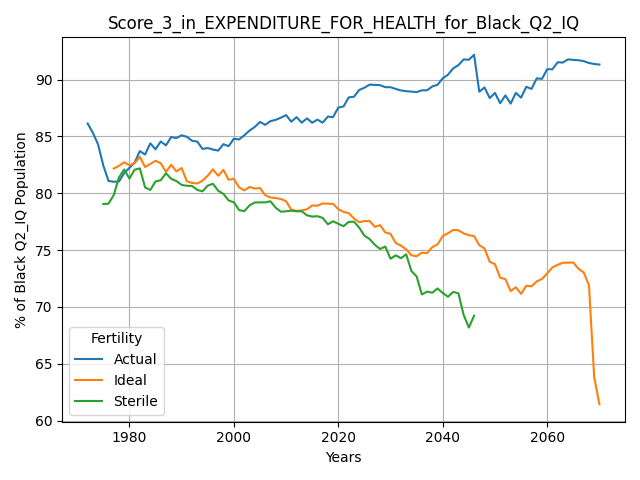 Score_3_in_EXPENDITURE_FOR_HEALTH_for_Black_Q2_IQ
% of Black Q2_IQ Population
90
85
80
75
70
65
60
Fertility
Actual
Ideal
Sterile
1980
2000
2020
2040
2060
Years